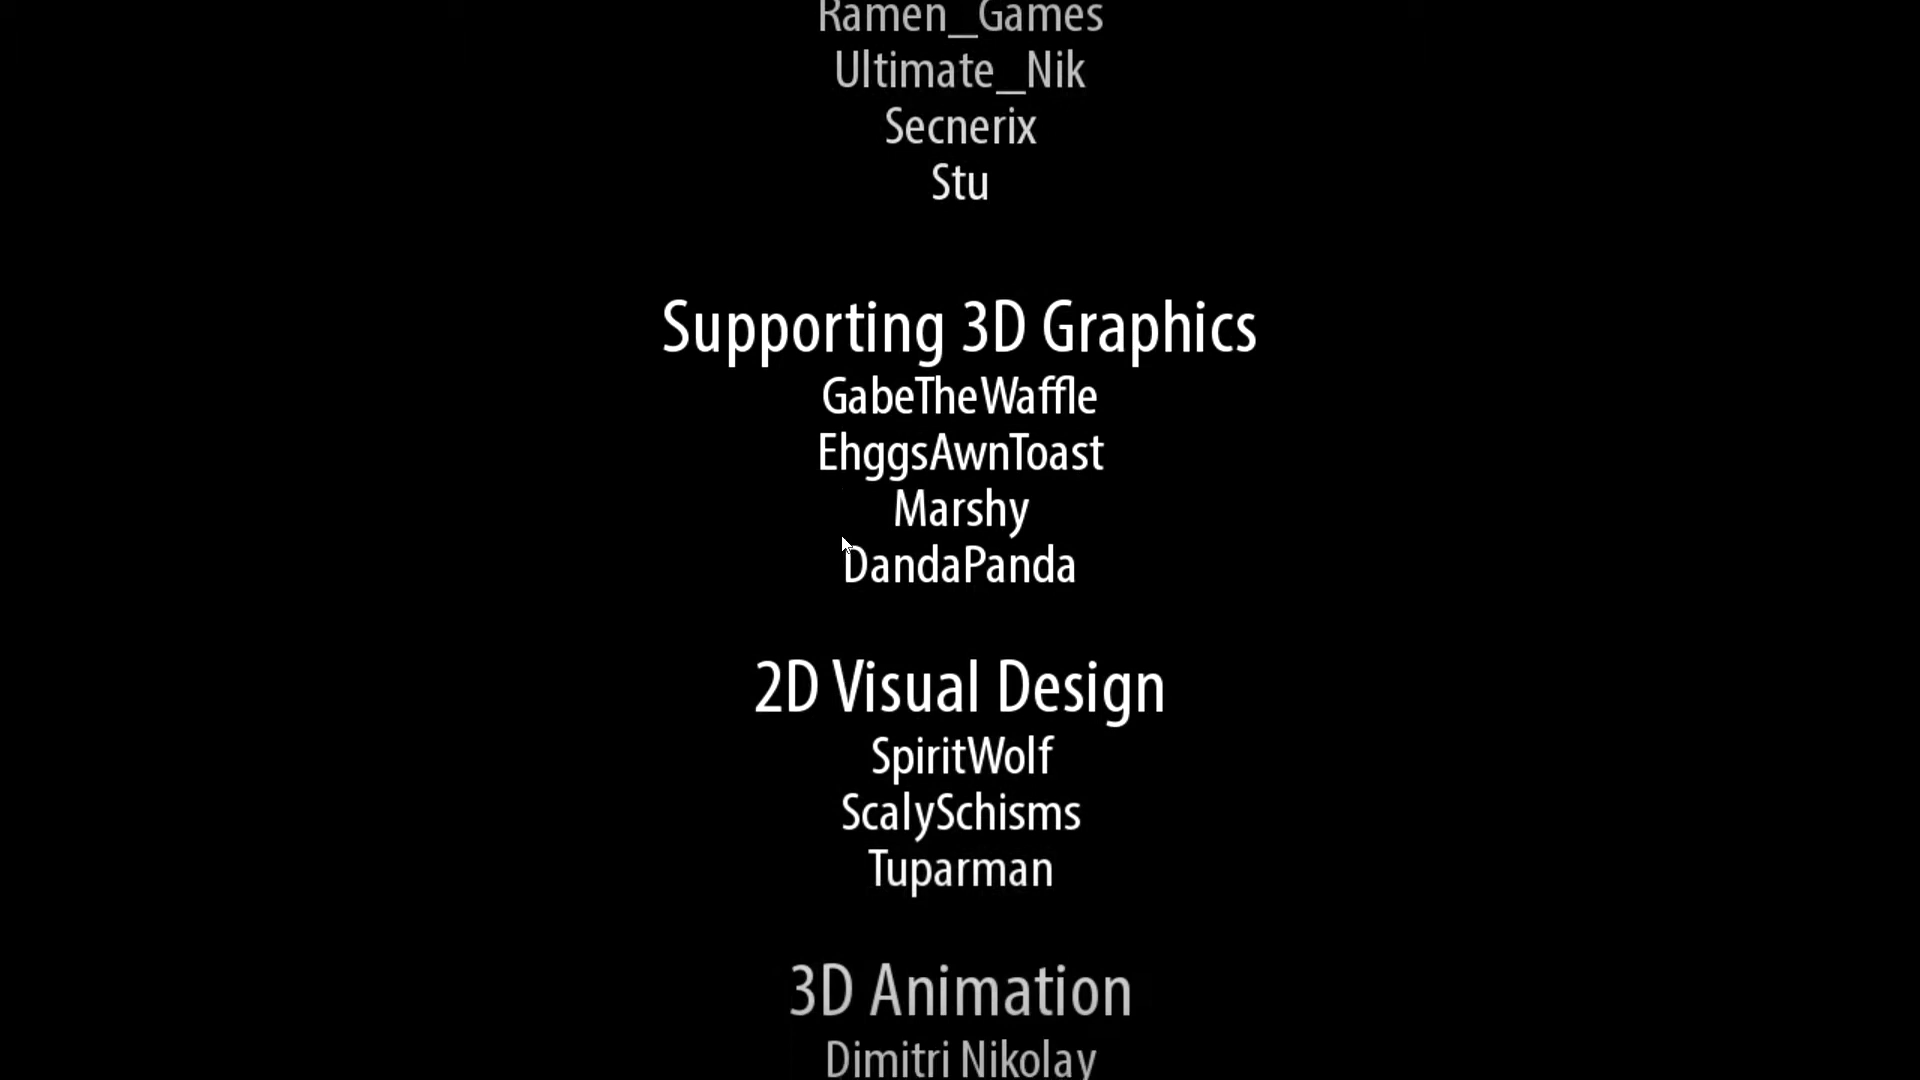 Ramen_Games
Ultimate_Nik
Secnerix
Stu
Supporting 3D Graphics
GabeTheWaffle
EhggsAwnToast
Marshy
DandaPanda
2D Visual Design
SpiritWolf
ScalySchisms
Tuparman
3D Animation
Dimitri Nikolay